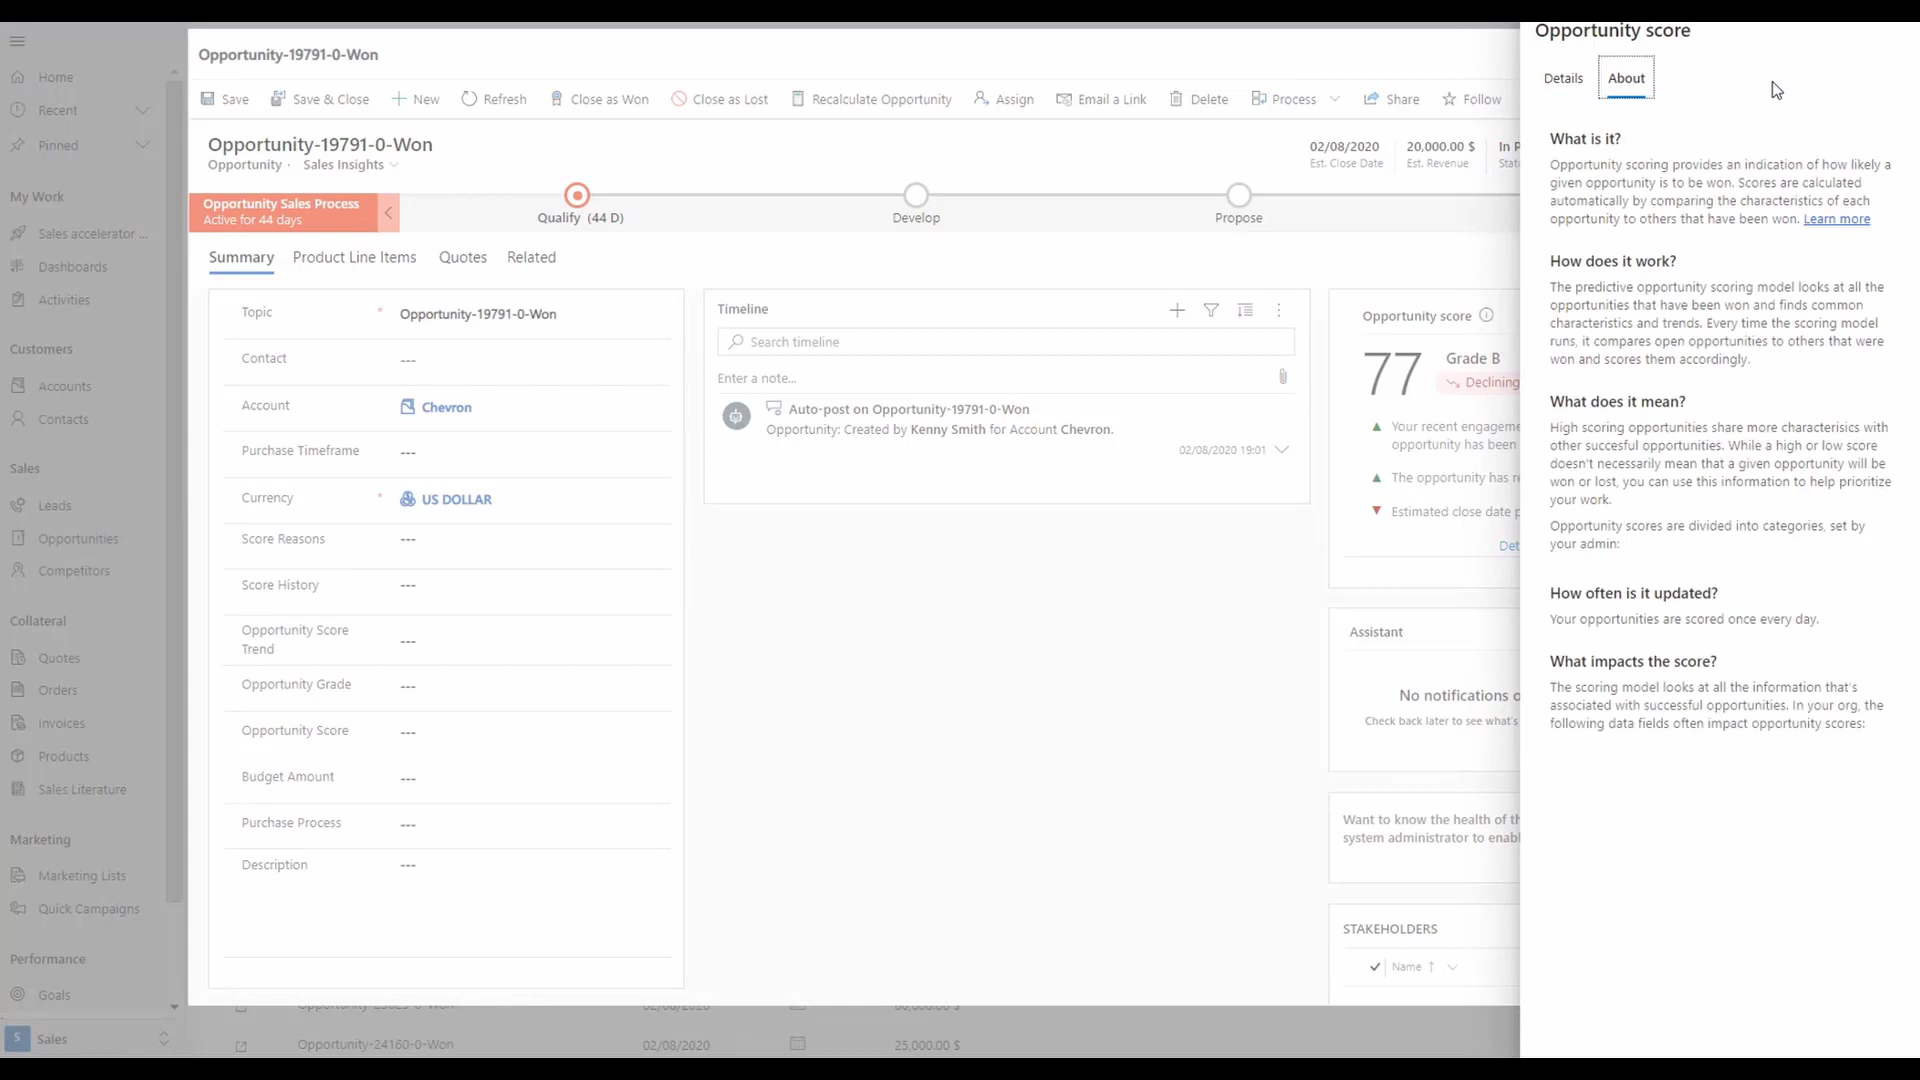 Home
Recent
Pinned
My Work
Sales accelerator ...
Dashboards
Activities
Customers
Accounts
Contacts
Sales
Leads
Opportunities
Competitors
Collateral
Quotes
Orders
Invoices
Products
Sales Literature
Marketing
Marketing Lists
Quick Campaigns
Performance
Goals
S Sales
Opportunity-19791-0-Won
Save Save & Close New Refresh Close as Won Close as Lost Recalculate Opportunity Assign Email a Link Delete Process Share Follow
Opportunity-19791-0-Won
Opportunity · Sales Insights
02/08/2020 20,000.00 $
Est. Close Date Est. Revenue
Opportunity Sales Process
Active for 44 days
Qualify (44 D) Develop Propose
Summary Product Line Items Quotes Related
Topic * Opportunity-19791-0-Won
Contact ---
Account Chevron
Purchase Timeframe ---
Currency * US DOLLAR
Score Reasons ---
Score History ---
Opportunity Score
Trend ---
Opportunity Grade ---
Opportunity Score ---
Budget Amount ---
Purchase Process ---
Description ---
Timeline
Search timeline
Enter a note...
Auto-post on Opportunity-19791-0-Won
Opportunity: Created by Kenny Smith for Account Chevron.
02/08/2020 19:01
Opportunity score
77 Grade B
Declining
Your recent engageme
opportunity has been
The opportunity has re
Estimated close date p
Det
Assistant
No notifications o
Check back later to see what's
Want to know the health of th
system administrator to enabl
STAKEHOLDERS
Name ↑
Opportunity-24160-0-Won 02/08/2020 25,000.00 $
Opportunity score
Details About
What is it?
Opportunity scoring provides an indication of how likely a
given opportunity is to be won. Scores are calculated
automatically by comparing the characteristics of each
opportunity to others that have been won. Learn more
How does it work?
The predictive opportunity scoring model looks at all the
opportunities that have been won and finds common
characteristics and trends. Every time the scoring model
runs, it compares open opportunities to others that were
won and scores them accordingly.
What does it mean?
High scoring opportunities share more characterisics with
other succesful opportunities. While a high or low score
doesn't necessarily mean that a given opportunity will be
won or lost, you can use this information to help prioritize
your work.
Opportunity scores are divided into categories, set by
your admin:
How often is it updated?
Your opportunities are scored once every day.
What impacts the score?
The scoring model looks at all the information that's
associated with successful opportunities. In your org, the
following data fields often impact opportunity scores: